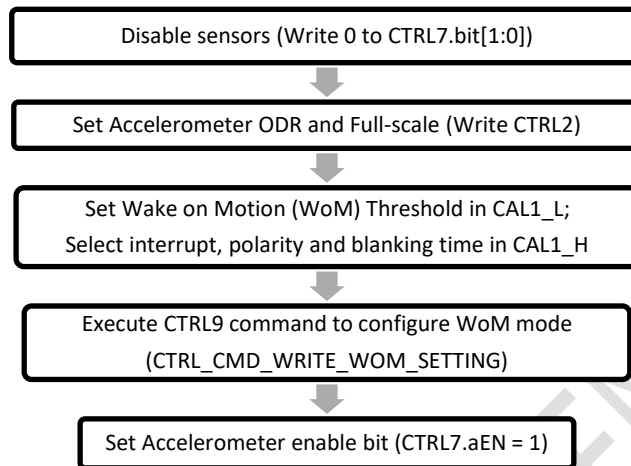 Disable sensors (Write 0 to CTRL7.bit[1:0])
Set Accelerometer ODR and Full-scale (Write CTRL2)
Set Wake on Motion (WoM) Threshold in CAL1_L;
Select interrupt, polarity and blanking time in CAL1_H
Execute CTRL9 command to configure WoM mode
(CTRL_CMD_WRITE_WOM_SETTING)
Set Accelerometer enable bit (CTRL7.aEN = 1)